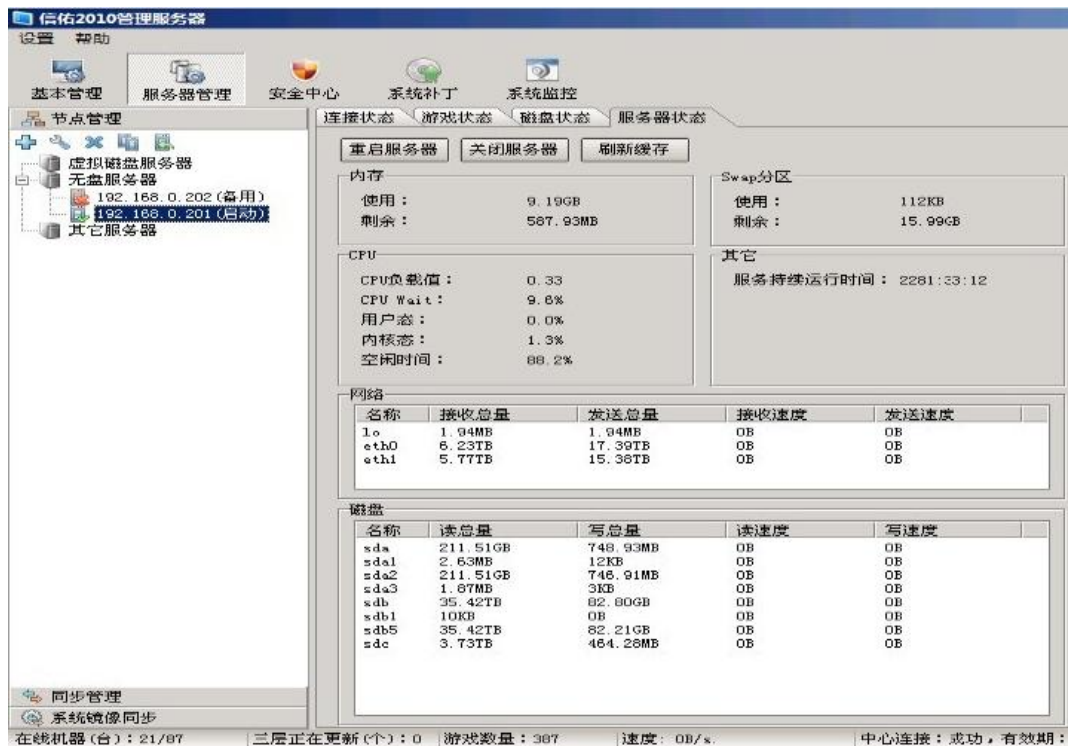 信佑2010管理服务器
设置 帮助
基本管理 服务器管理 安全中心 系统补丁 系统监控
节点管理
虚拟磁盘服务器
无盘服务器
192.168.0.202(备用)
192.168.0.201(启动)
其它服务器
同步管理
系统镜像同步
连接状态 游戏状态 磁盘状态 服务器状态
重启服务器 关闭服务器 刷新缓存
内存
使用: 9.19GB
剩余: 587.93MB
Swap分区
使用: 112KB
剩余: 15.99GB
CPU
CPU负载值: 0.33
CPU Wait: 9.6%
用户态: 0.0%
内核态: 1.3%
空闲时间: 88.2%
其它
服务持续运行时间: 2281:33:12
网络
名称 接收总量 发送总量 接收速度 发送速度
lo 1.94MB 1.94MB 0B 0B
eth0 6.23TB 17.39TB 0B 0B
eth1 5.77TB 15.38TB 0B 0B
磁盘
名称 读总量 写总量 读速度 写速度
sda 211.51GB 748.93MB 0B 0B
sda1 2.63MB 12KB 0B 0B
sda2 211.51GB 746.91MB 0B 0B
sda3 1.87MB 3KB 0B 0B
sdb 35.42TB 82.80GB 0B 0B
sdb1 10KB 0B 0B 0B
sdb5 35.42TB 82.21GB 0B 0B
sdc 3.73TB 464.28MB 0B 0B
在线机器(台):21/87 三层正在更新(个):0 游戏数量:387 速度: 0B/s. 中心连接:成功,有效期: